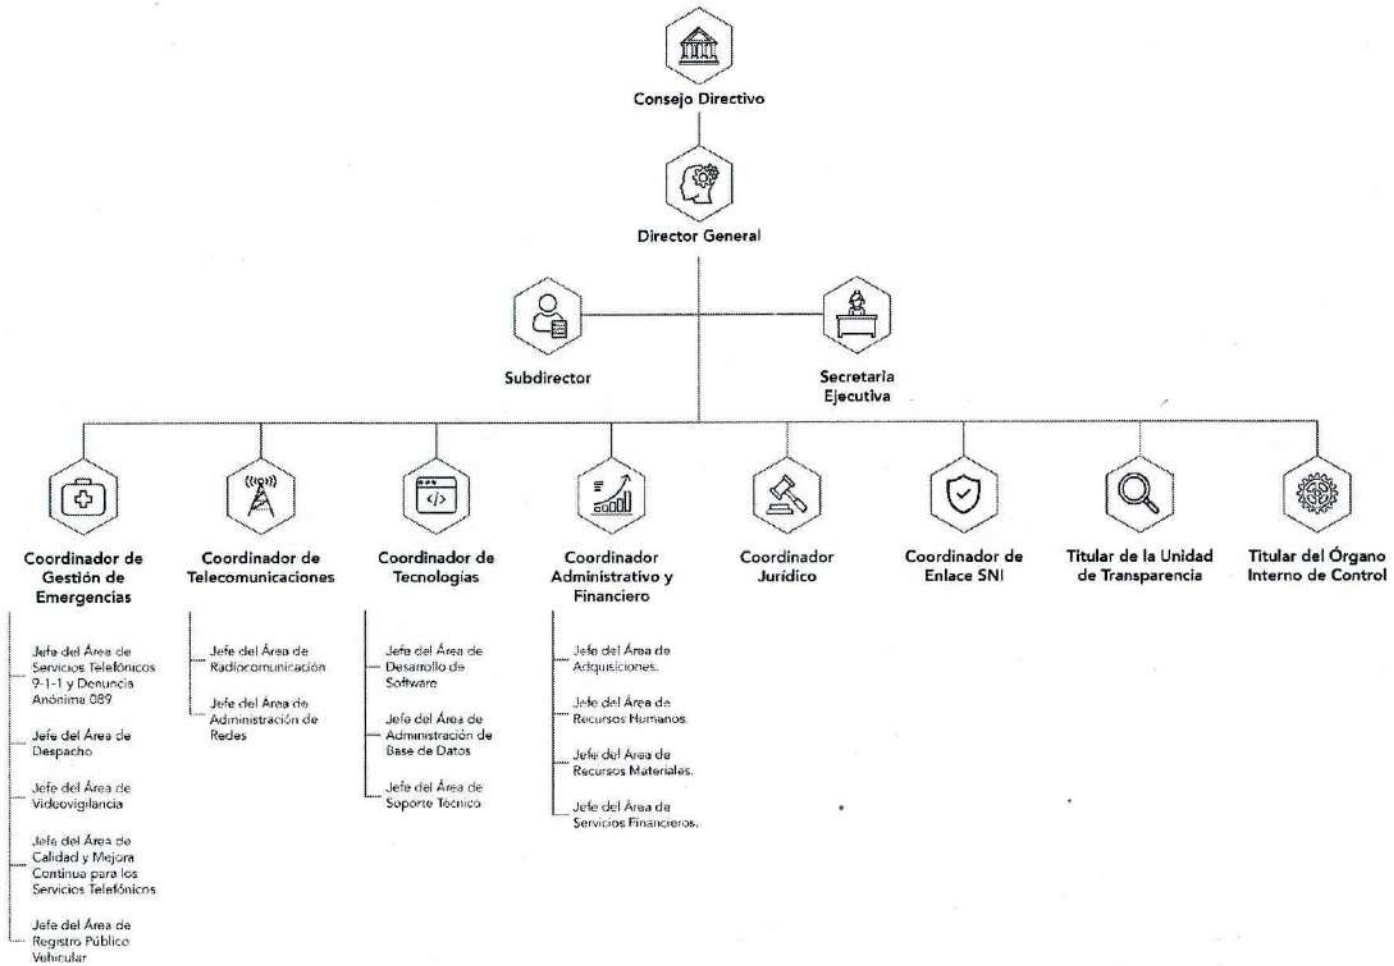 Consejo Directivo
Director General
Subdirector
Secretaria
Ejecutiva
Coordinador de
Gestión de
Emergencias
Jefe del Área de
Servicios Telefónicos
9-1-1 y Denuncia
Anónima 089
Jefe del Área de
Despacho
Jefe del Área de
Videovigilancia
Jefe del Área de
Calidad y Mejora
Continua para los
Servicios Telefónicos
Jefe del Área de
Registro Público
Vehicular
Coordinador de
Telecomunicaciones
Jefe del Área de
Radiocomunicación
Jefe del Área de
Administración de
Redes
Coordinador de
Tecnologías
Jefe del Área de
Desarrollo de
Software
Jefe del Área de
Administración de
Base de Datos
Jefe del Área de
Soporte Técnico
Coordinador
Administrativo y
Financiero
Jefe del Área de
Adquisiciones.
Jefe del Área de
Recursos Humanos.
Jefe del Área de
Recursos Materiales.
Jefe del Área de
Servicios Financieros.
Coordinador
Jurídico
Coordinador de
Enlace SNI
Titular de la Unidad
de Transparencia
Titular del Órgano
Interno de Control